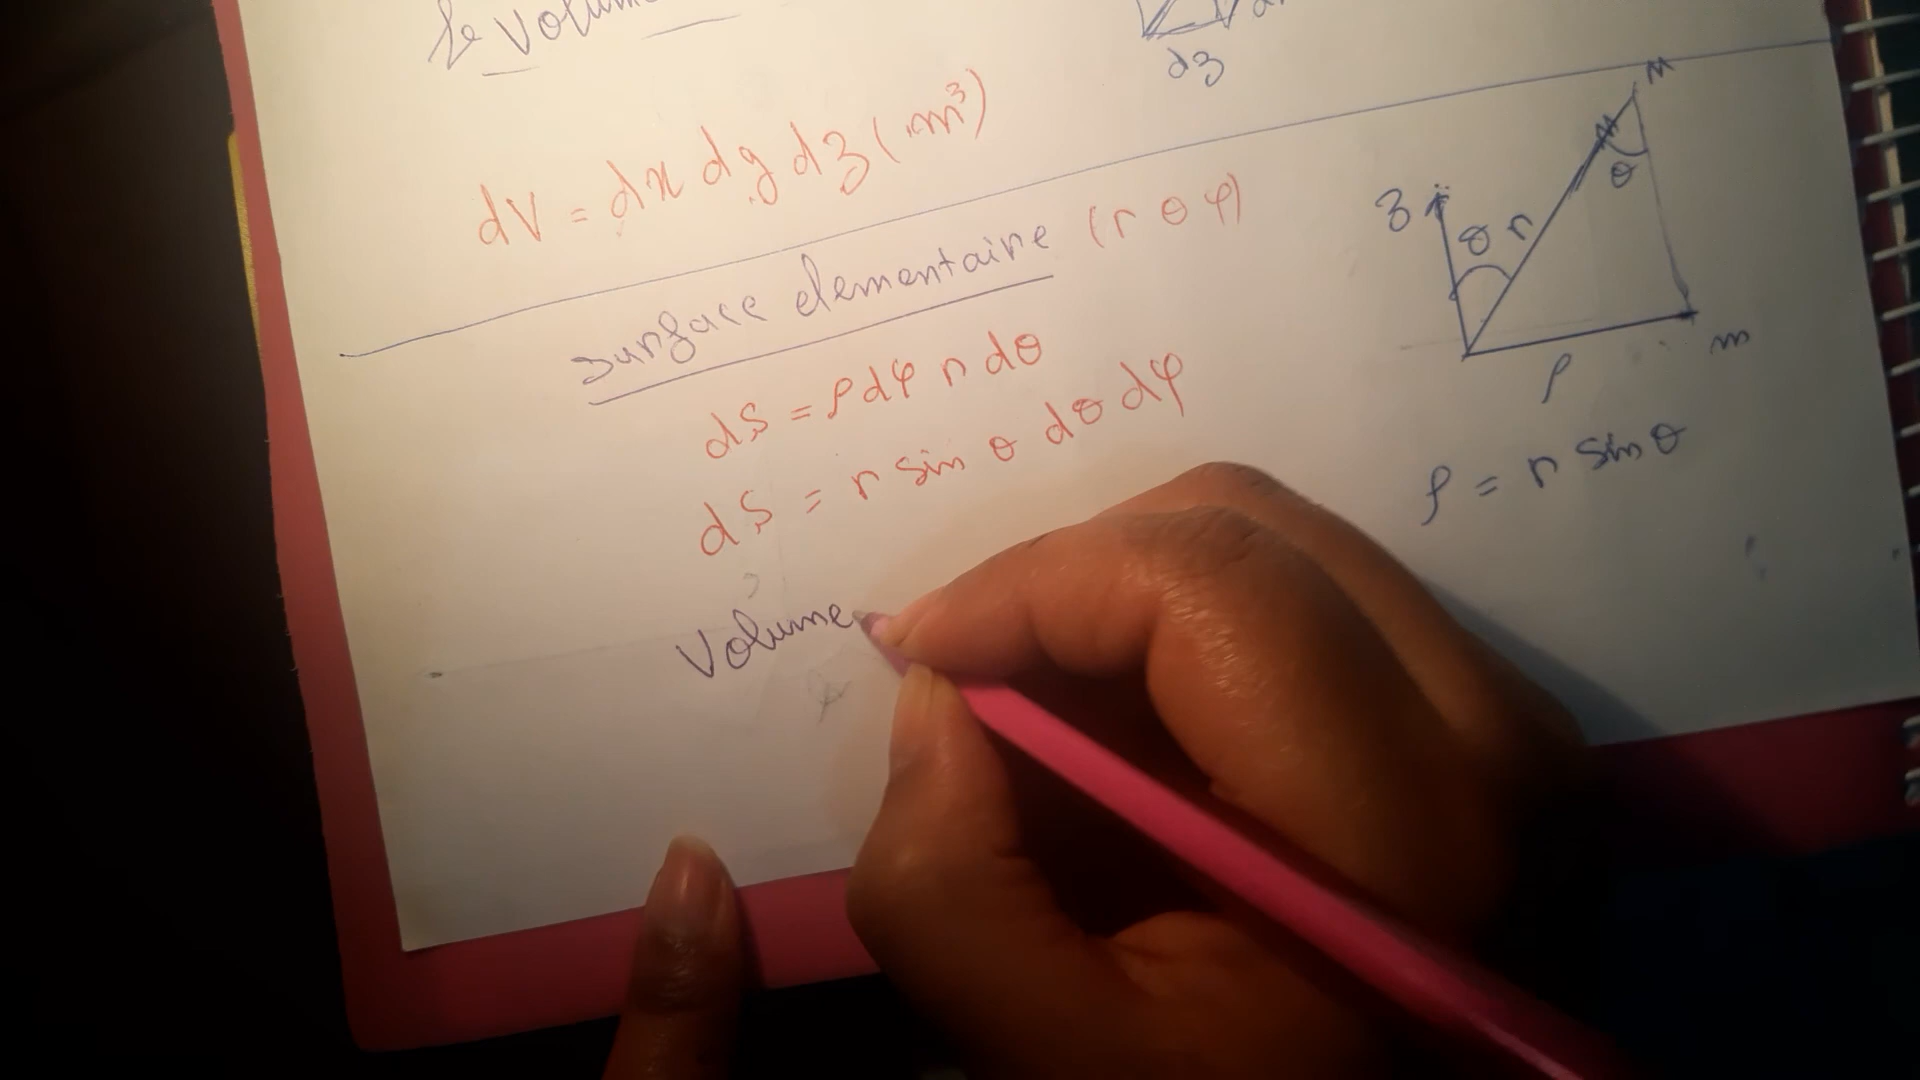 le volume
dz
dV = dx dy dz (m³)
surface elementaire (r θ φ)
dS = ρdφ r dθ
dS = r sin θ dθ dφ
Volume
M
θ
z
θ r
ρ
m
ρ = r sin θ